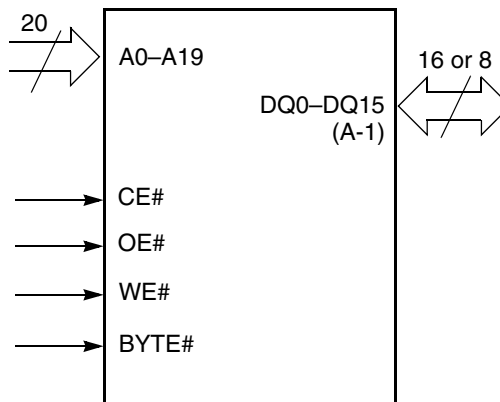 20
16 or 8
A0–A19
DQ0–DQ15
(A-1)
CE#
OE#
WE#
BYTE#